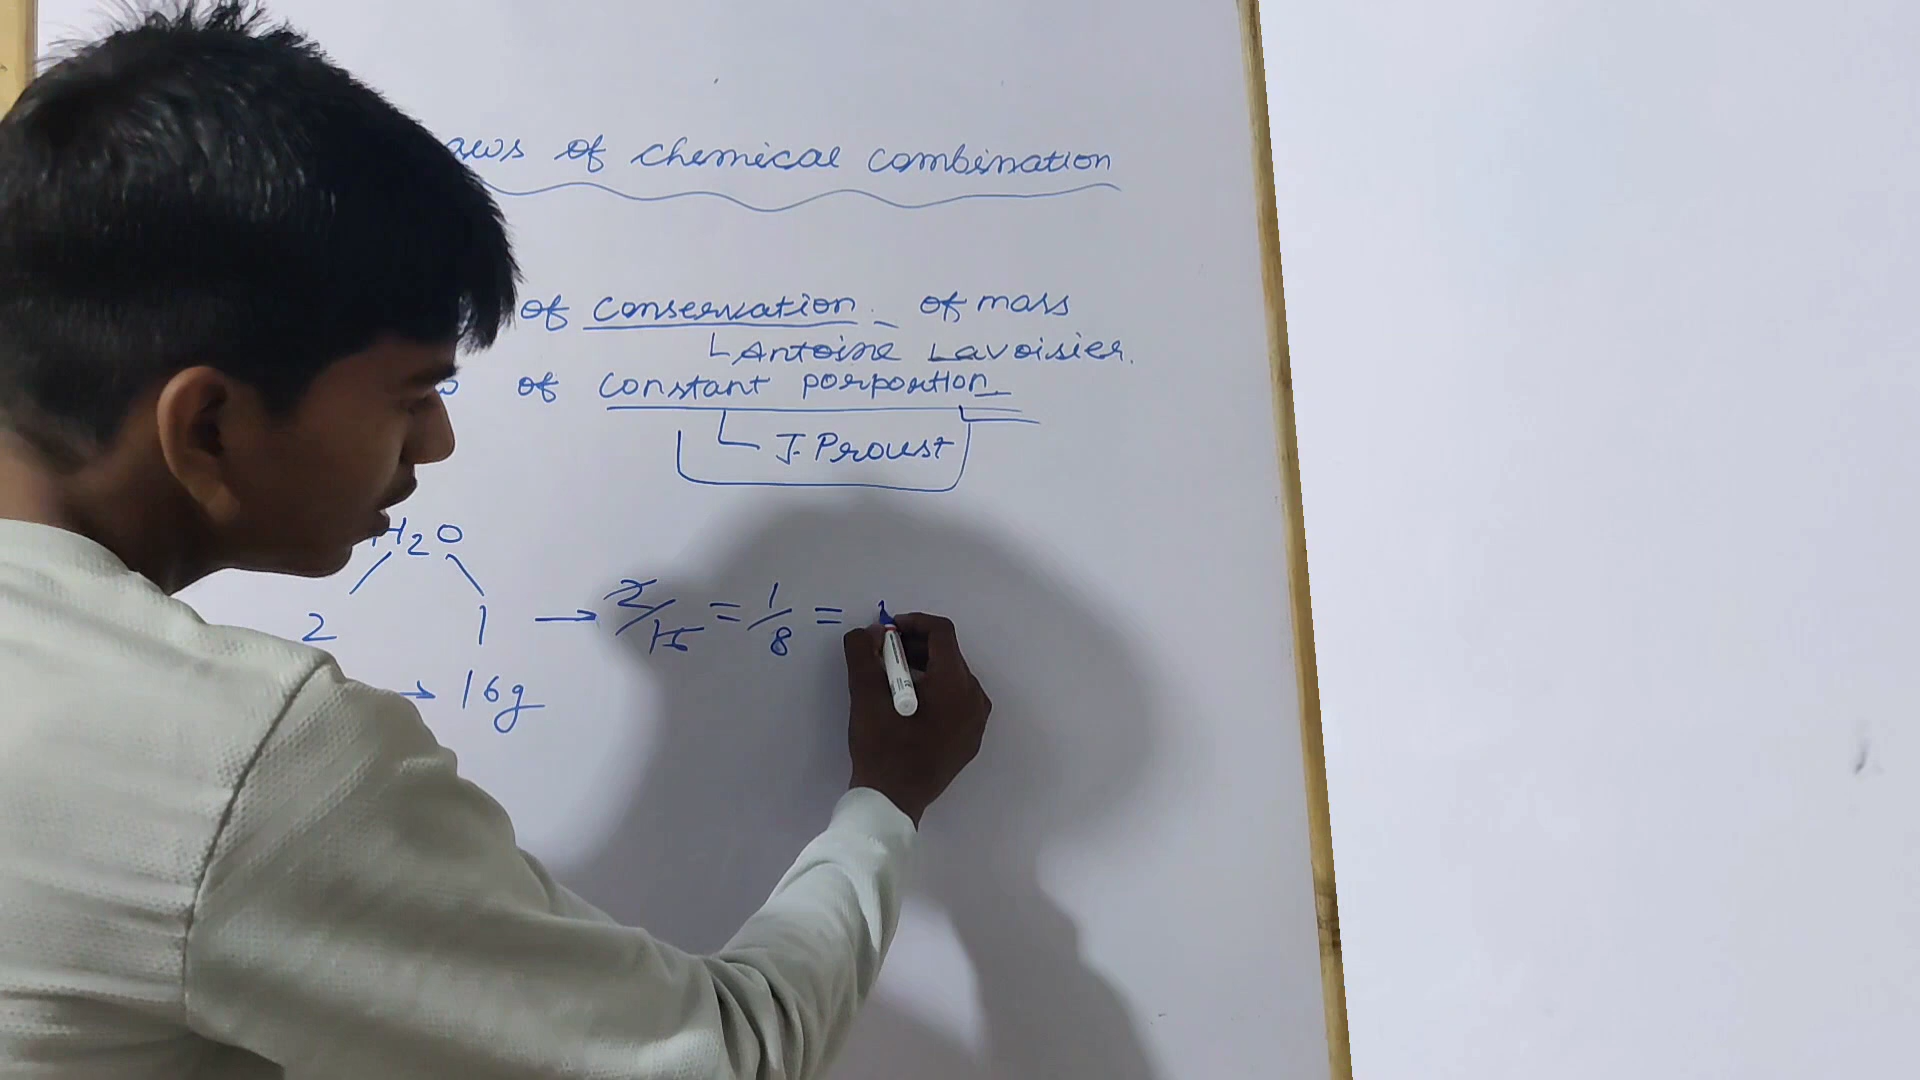 aws of chemical combination
of conservation of mass
Antoine Lavoisier.
of constant porportion
J. Proust
H2O
2 1 → 2/16 = 1/8 = 1
→ 16g